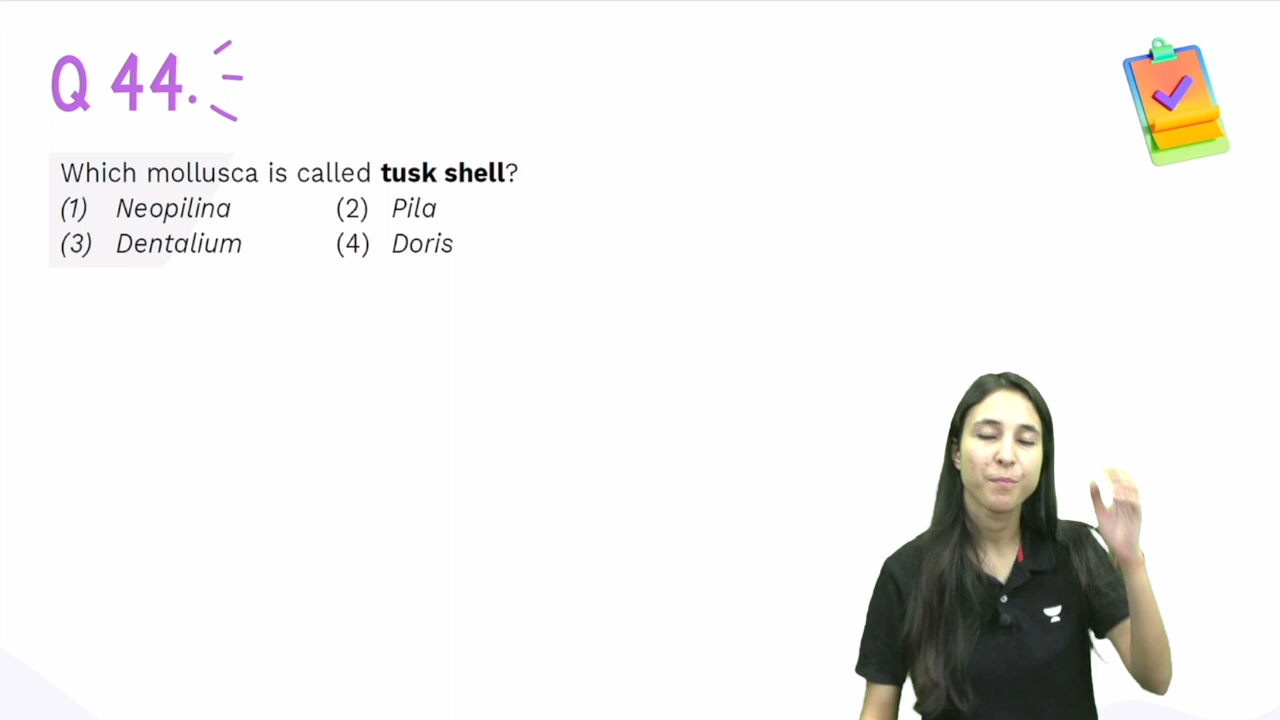 Q 44.
Which mollusca is called tusk shell?
(1) Neopilina (2) Pila
(3) Dentalium (4) Doris